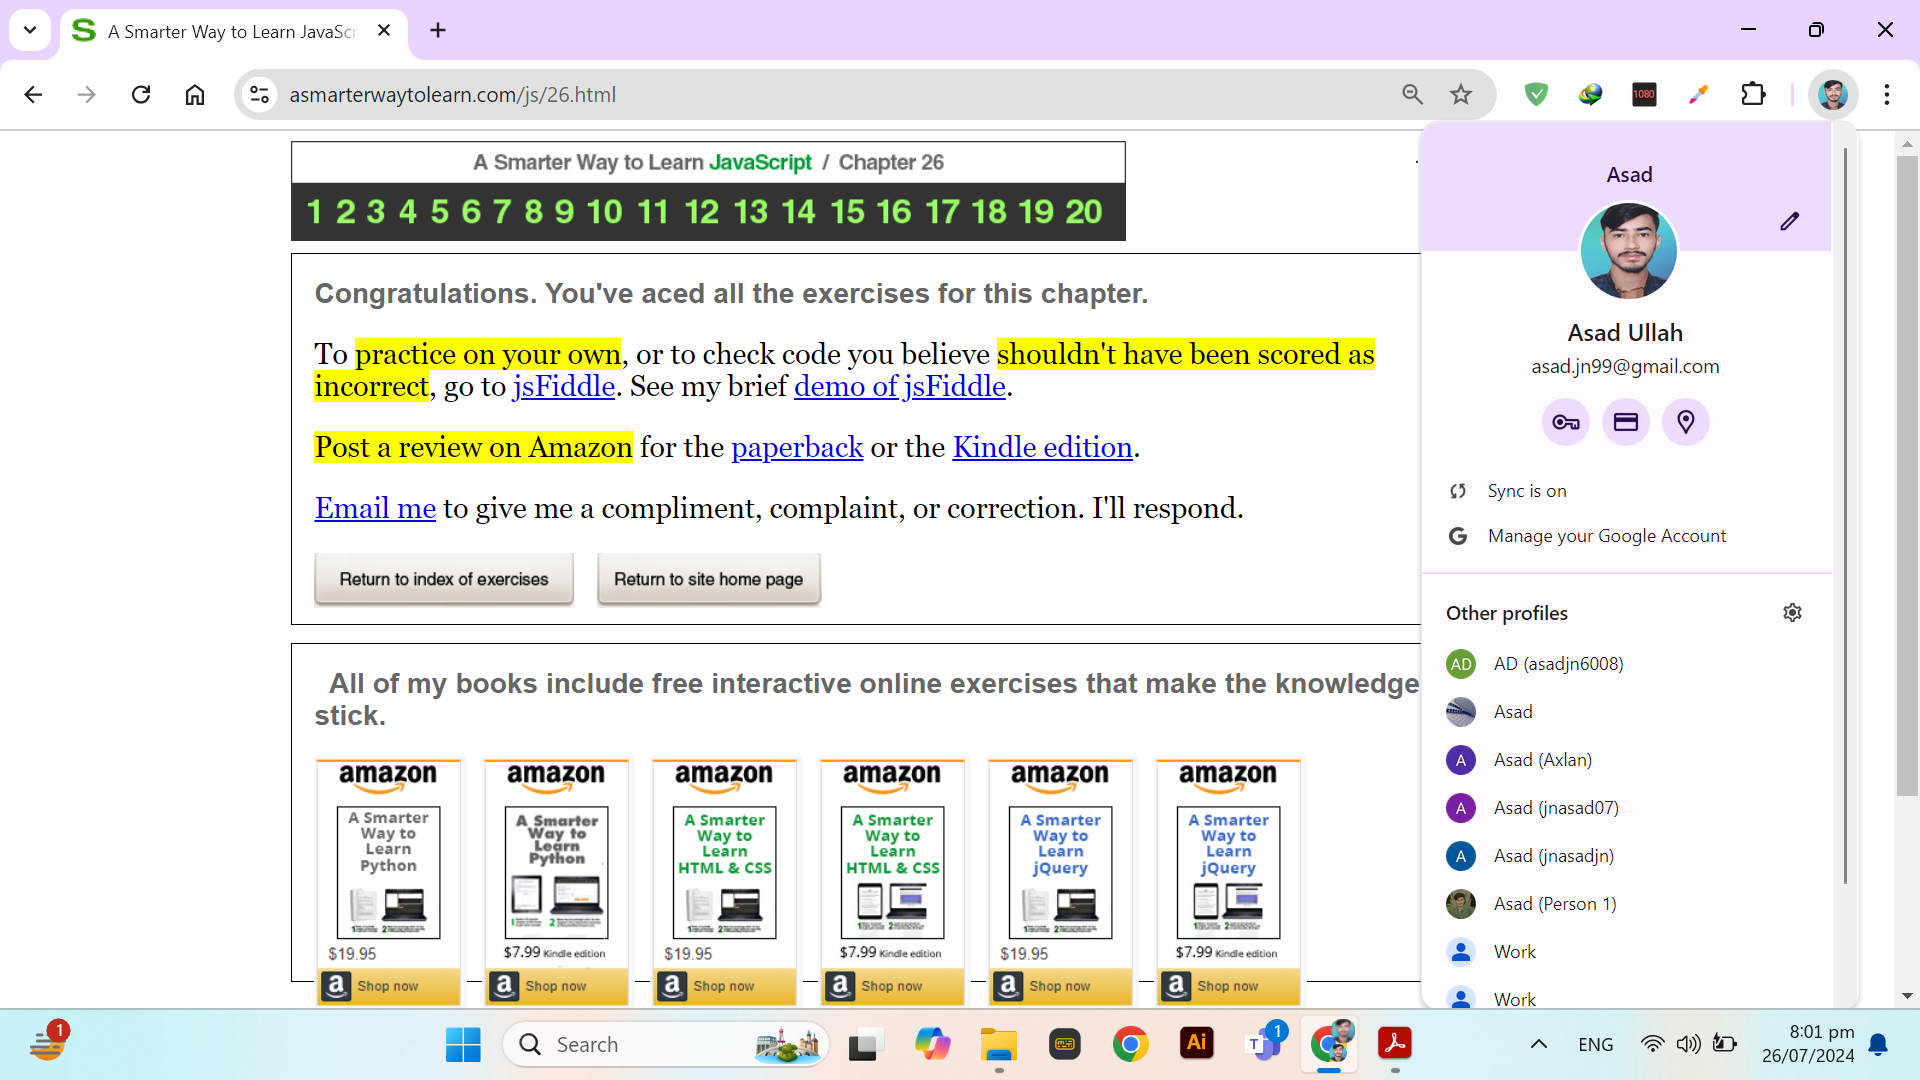 A Smarter Way to Learn JavaScr
asmarterwaytolearn.com/js/26.html
1080
A Smarter Way to Learn JavaScript / Chapter 26
1 2 3 4 5 6 7 8 9 10 11 12 13 14 15 16 17 18 19 20
Congratulations. You've aced all the exercises for this chapter.
To practice on your own, or to check code you believe shouldn't have been scored as
incorrect, go to jsFiddle. See my brief demo of jsFiddle.
Post a review on Amazon for the paperback or the Kindle edition.
Email me to give me a compliment, complaint, or correction. I'll respond.
Return to index of exercises
Return to site home page
All of my books include free interactive online exercises that make the knowledge
stick.
amazon
A Smarter
Way to
Learn
Python
$19.95
Shop now
amazon
A Smarter
Way to
Learn
Python
$7.99 Kindle edition
Shop now
amazon
A Smarter
Way to
Learn
HTML & CSS
$19.95
Shop now
amazon
A Smarter
Way to
Learn
HTML & CSS
$7.99 Kindle edition
Shop now
amazon
A Smarter
Way to
Learn
jQuery
$19.95
Shop now
amazon
A Smarter
Way to
Learn
jQuery
$7.99 Kindle edition
Shop now
Asad
Asad Ullah
asad.jn99@gmail.com
Sync is on
Manage your Google Account
Other profiles
AD AD (asadjn6008)
Asad
A Asad (Axlan)
A Asad (jnasad07)
A Asad (jnasadjn)
Asad (Person 1)
Work
Work
1
Search
Ai
T 1
ENG
8:01 pm
26/07/2024